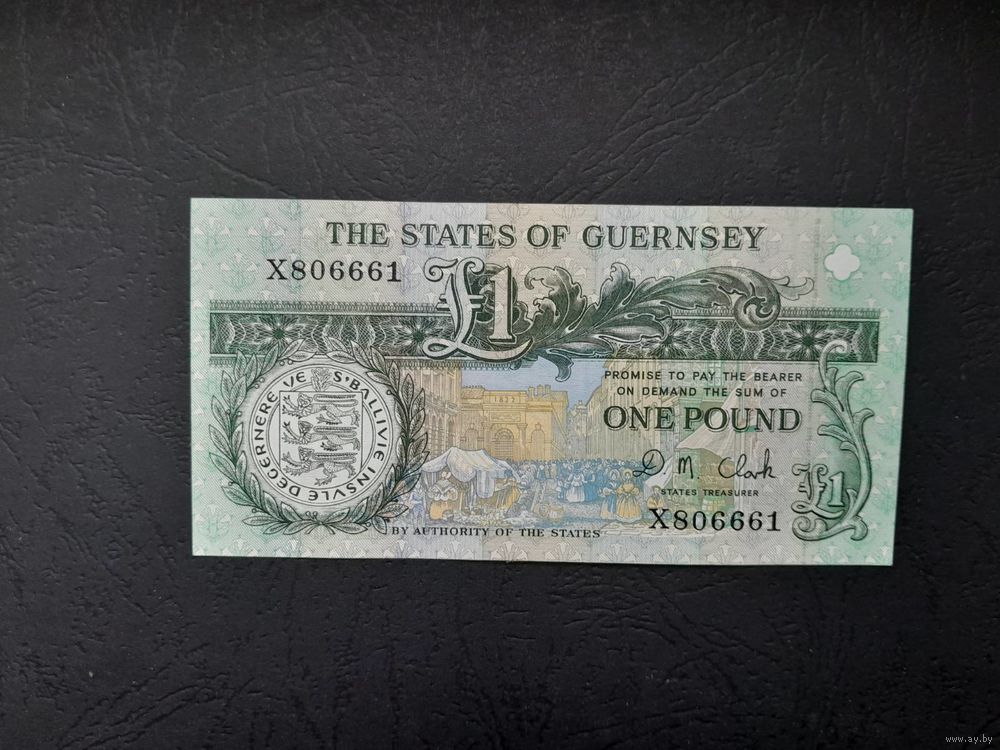 THE STATES OF GUERNSEY
X806661
£1
PROMISE TO PAY THE BEARER
ON DEMAND THE SUM OF
ONE POUND
1822
S'BALLIVIE INSVLE DEGERNERE VE
D M. Clark
STATES TREASURER
£1
X806661
BY AUTHORITY OF THE STATES
www.ay.by